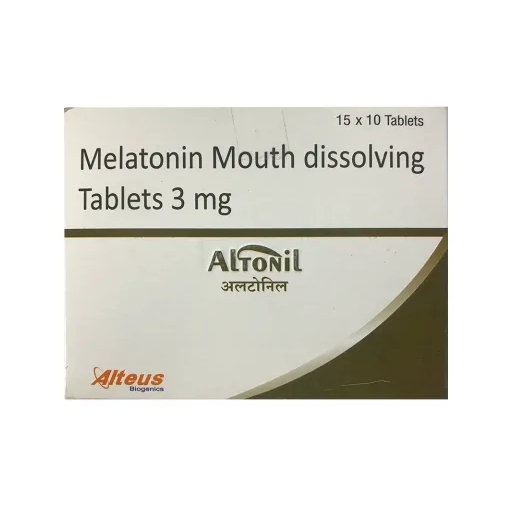 15 x 10 Tablets
Melatonin Mouth dissolving
Tablets 3 mg
ALTONIL
अलटोनिल
Alteus
Biogenics